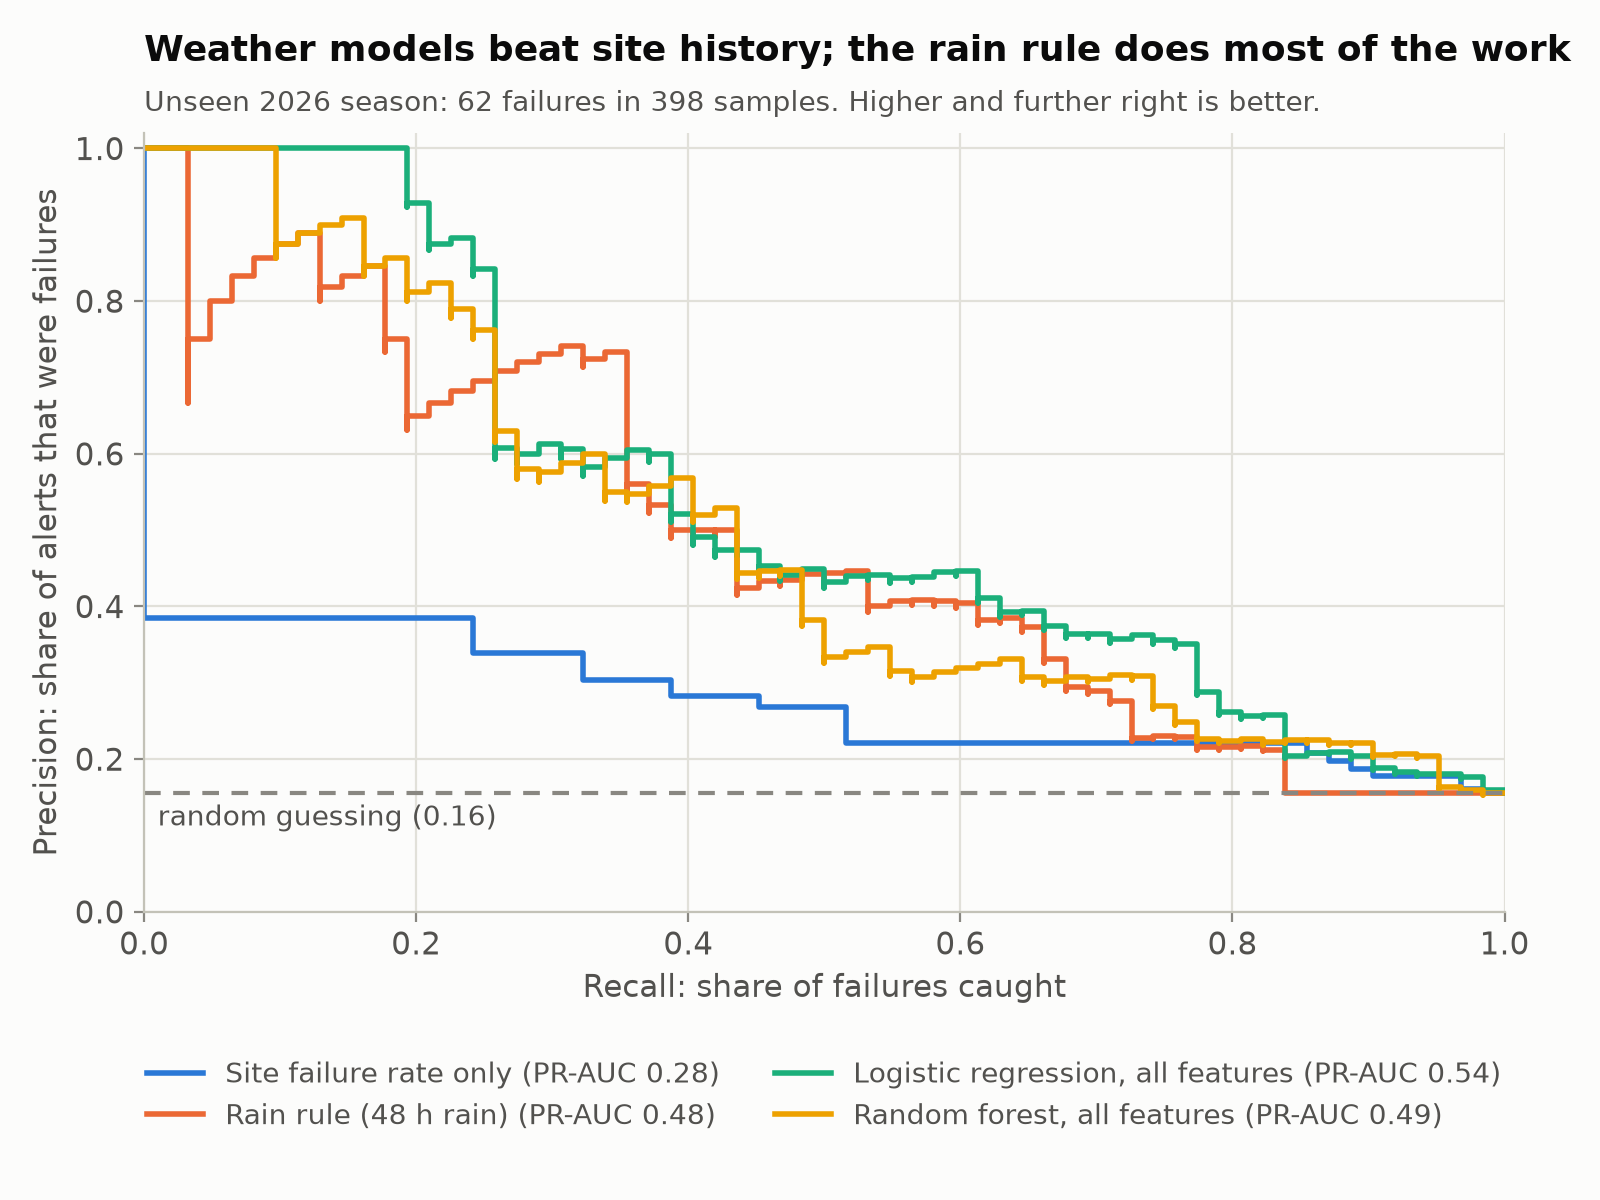 Weather models beat site history; the rain rule does most of the work
Unseen 2026 season: 62 failures in 398 samples. Higher and further right is better.
Precision: share of alerts that were failures
1.0
0.8
0.6
0.4
0.2
0.0
random guessing (0.16)
0.0 0.2 0.4 0.6 0.8 1.0
Recall: share of failures caught
Site failure rate only (PR-AUC 0.28)
Rain rule (48 h rain) (PR-AUC 0.48)
Logistic regression, all features (PR-AUC 0.54)
Random forest, all features (PR-AUC 0.49)